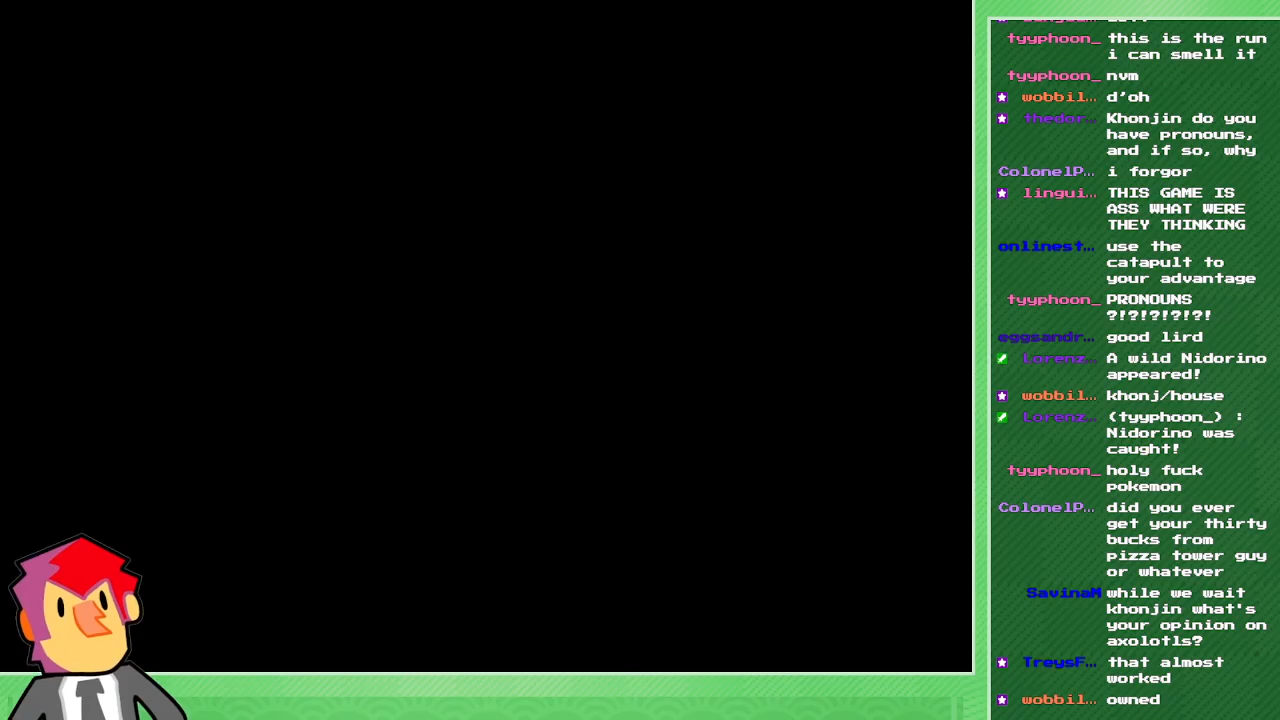 tyyphoon_ this is the run
i can smell it
tyyphoon_ nvm
wobbil… d'oh
thedor… Khonjin do you
have pronouns,
and if so, why
ColonelP… i forgor
lingui… THIS GAME IS
ASS WHAT WERE
THEY THINKING
onlinest… use the
catapult to
your advantage
tyyphoon_ PRONOUNS
?!?!?!?!?!
eggsandr… good lird
Lorenz… A wild Nidorino
appeared!
wobbil… khonj/house
Lorenz… (tyyphoon_) :
Nidorino was
caught!
tyyphoon_ holy fuck
pokemon
ColonelP… did you ever
get your thirty
bucks from
pizza tower guy
or whatever
SavinaM while we wait
khonjin what's
your opinion on
axolotls?
TreysF… that almost
worked
wobbil… owned